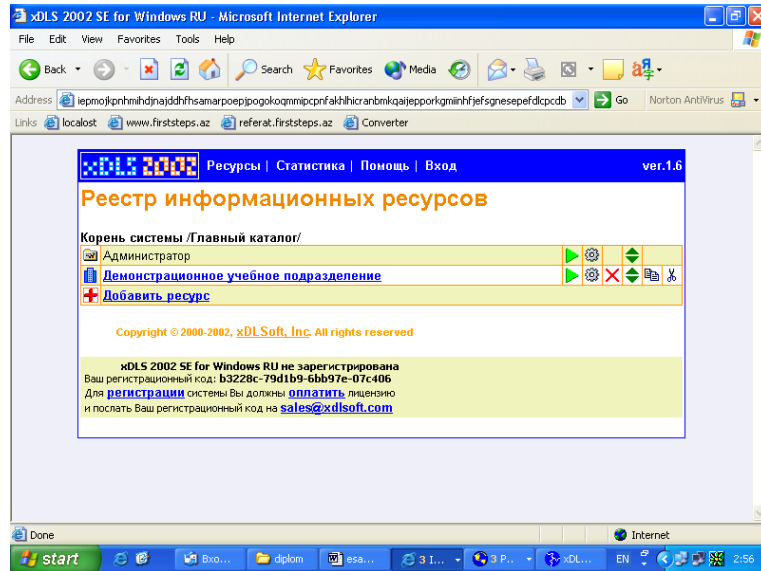 xDLS 2002 SE for Windows RU - Microsoft Internet Explorer
File Edit View Favorites Tools Help
Back Search Favorites Media
Address Go Norton AntiVirus
Links localost www.firststeps.az referat.firststeps.az Converter
xDLS 2002 Ресурсы | Статистика | Помощь | Вход ver.1.6
Реестр информационных ресурсов
Корень системы /Главный каталог/
Администратор
Демонстрационное учебное подразделение
Добавить ресурс
Copyright © 2000-2002, xDLSoft, Inc. All rights reserved
xDLS 2002 SE for Windows RU не зарегистрирована
Ваш регистрационный код: b3228c-79d1b9-6bb97e-07c406
Для регистрации системы Вы должны оплатить лицензию
и послать Ваш регистрационный код на sales@xdlsoft.com
Done Internet
start Вхо... diplom esa... 3 I... 3 P... xDL... EN 2:56